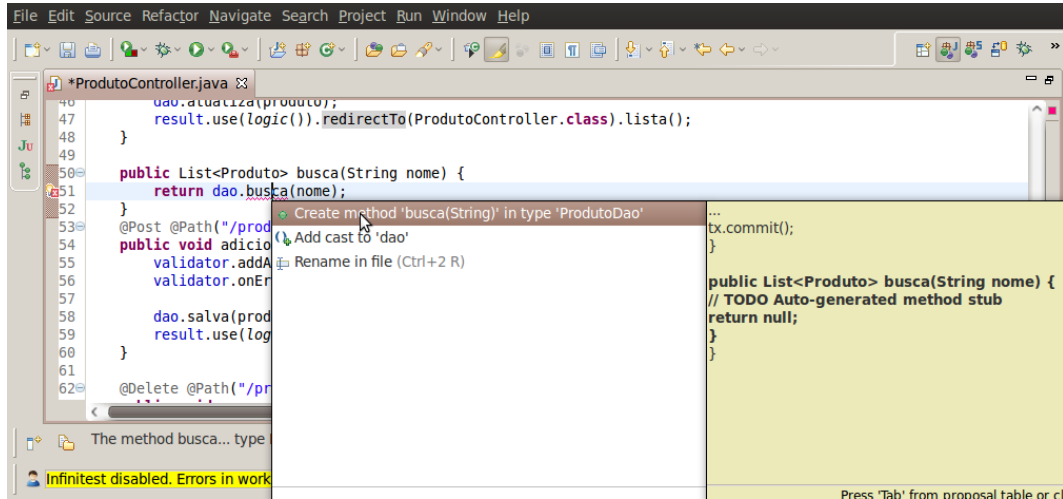 File Edit Source Refactor Navigate Search Project Run Window Help
*ProdutoController.java
46 dao.atualiza(produto);
47 result.use(logic()).redirectTo(ProdutoController.class).lista();
48 }
49
50 public List<Produto> busca(String nome) {
51 return dao.busca(nome);
52 }
53 @Post @Path("/prod
54 public void adicio
55 validator.addA
56 validator.onEr
57
58 dao.salva(prod
59 result.use(log
60 }
61
62 @Delete @Path("/pr
Create method 'busca(String)' in type 'ProdutoDao'
Add cast to 'dao'
Rename in file (Ctrl+2 R)
...
tx.commit();
}
public List<Produto> busca(String nome) {
// TODO Auto-generated method stub
return null;
}
}
The method busca... type
Infinitest disabled. Errors in work
Press 'Tab' from proposal table or cl